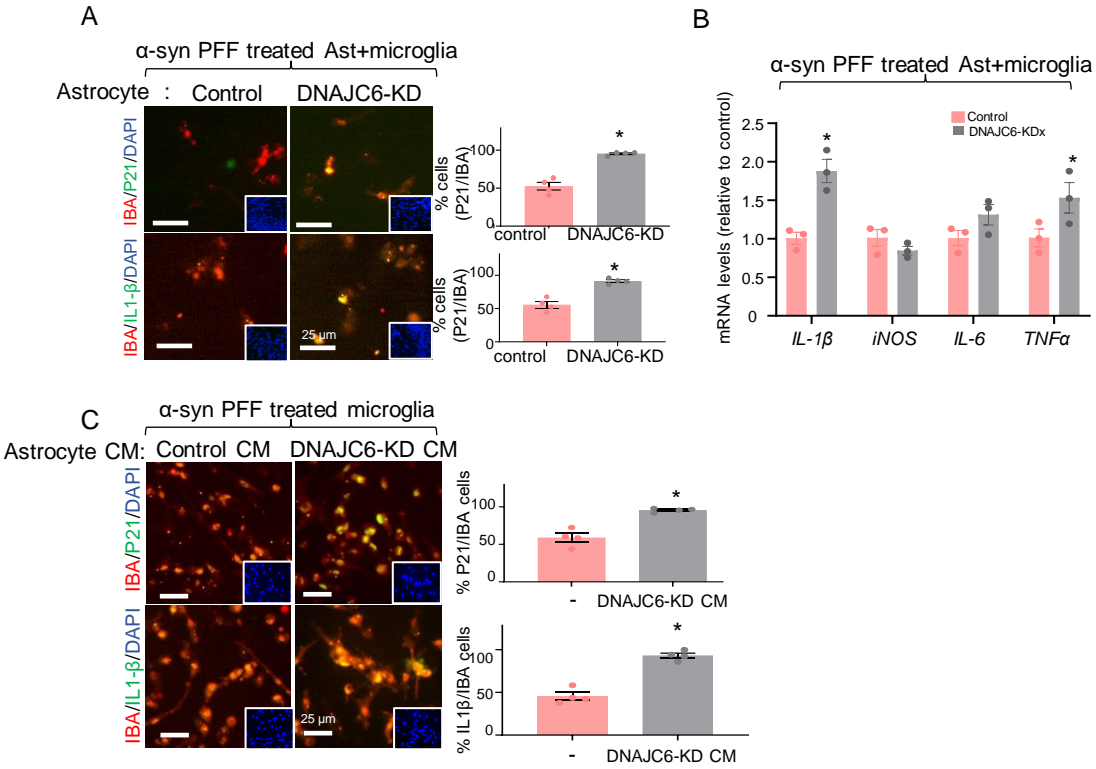 A
α-syn PFF treated Ast+microglia
Astrocyte : Control DNAJC6-KD
IBA/P21/DAPI
IBA/IL1-β/DAPI
25 μm
% cells
(P21/IBA)
100
50
0
*
control DNAJC6-KD
% cells
(P21/IBA)
100
50
0
*
control DNAJC6-KD
B
α-syn PFF treated Ast+microglia
mRNA levels (relative to control)
2.5
2.0
1.5
1.0
0.5
0
Control
DNAJC6-KDx
*
*
IL-1β iNOS IL-6 TNFα
C
α-syn PFF treated microglia
Astrocyte CM: Control CM DNAJC6-KD CM
IBA/P21/DAPI
IBA/IL1-β/DAPI
25 μm
% P21/IBA cells
100
50
0
*
- DNAJC6-KD CM
% IL1β/IBA cells
100
50
0
*
- DNAJC6-KD CM